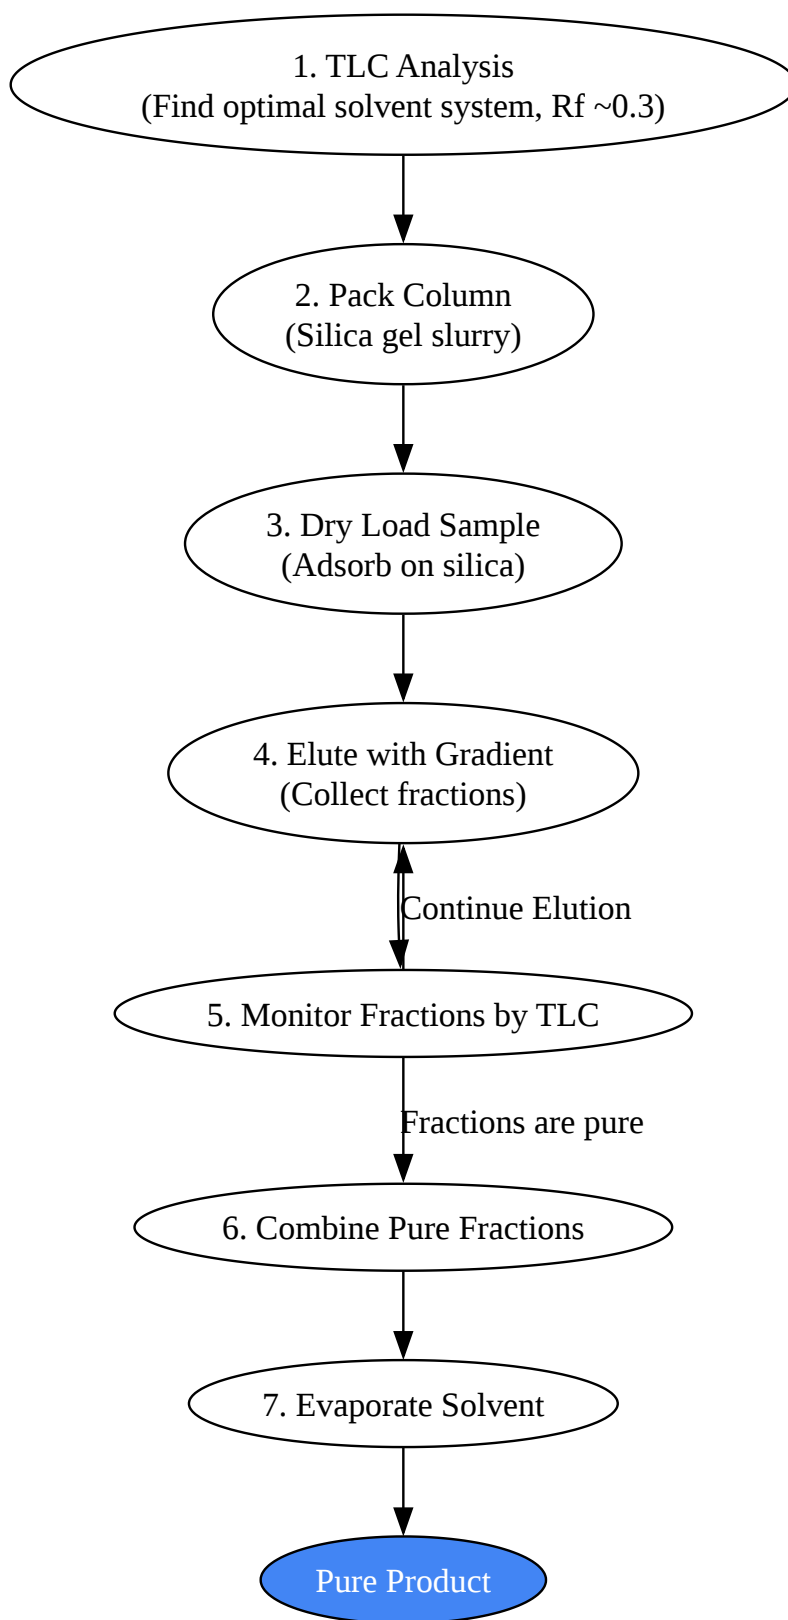 1. TLC Analysis
(Find optimal solvent system, Rf ~0.3)
2. Pack Column
(Silica gel slurry)
3. Dry Load Sample
(Adsorb on silica)
4. Elute with Gradient
(Collect fractions)
Continue Elution
5. Monitor Fractions by TLC
Fractions are pure
6. Combine Pure Fractions
7. Evaporate Solvent
Pure Product